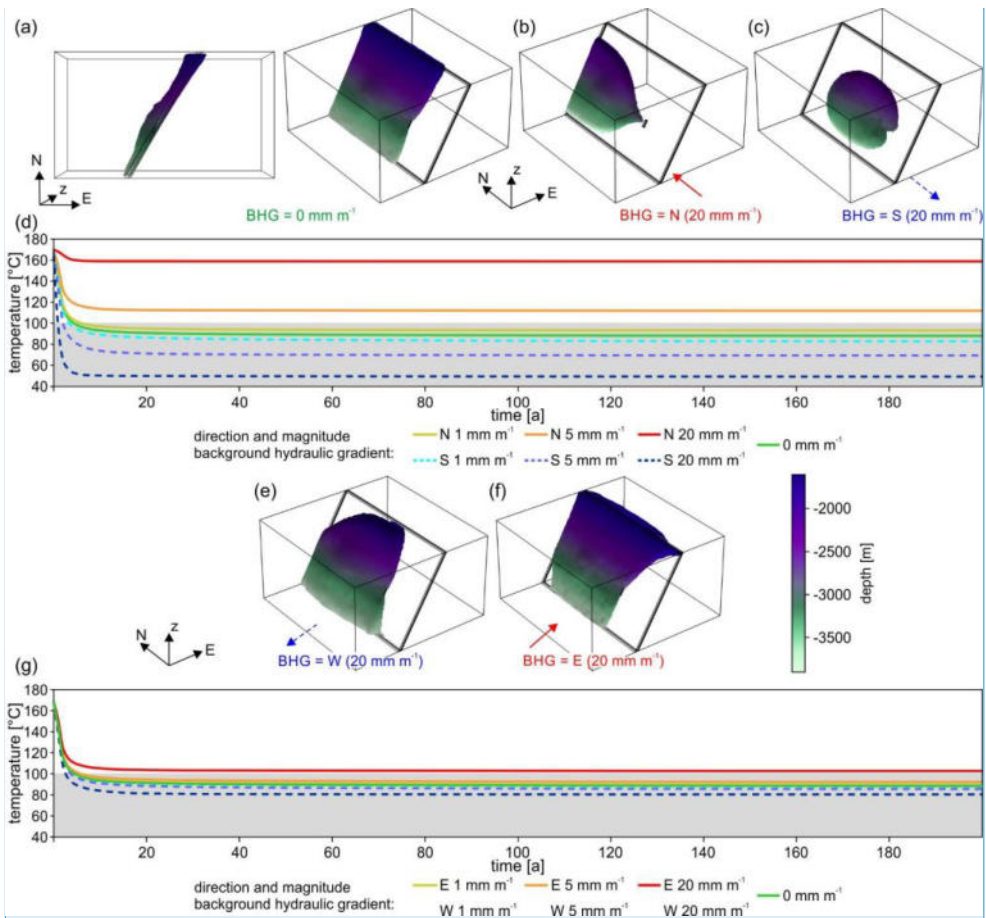 (a) (b) (c)
N z E
N z E
BHG = 0 mm m⁻¹ BHG = N (20 mm m⁻¹) BHG = S (20 mm m⁻¹)
(d)
temperature [°C]
180
160
140
120
100
80
60
40
20 40 60 80 100 120 140 160 180
time [a]
direction and magnitude
background hydraulic gradient:
N 1 mm m⁻¹ N 5 mm m⁻¹ N 20 mm m⁻¹ 0 mm m⁻¹
S 1 mm m⁻¹ S 5 mm m⁻¹ S 20 mm m⁻¹
(e) (f)
N z E
BHG = W (20 mm m⁻¹) BHG = E (20 mm m⁻¹)
-2000
-2500
-3000
-3500
depth [m]
(g)
temperature [°C]
180
160
140
120
100
80
60
40
20 40 60 80 100 120 140 160 180
time [a]
direction and magnitude
background hydraulic gradient:
E 1 mm m⁻¹ E 5 mm m⁻¹ E 20 mm m⁻¹ 0 mm m⁻¹
W 1 mm m⁻¹ W 5 mm m⁻¹ W 20 mm m⁻¹